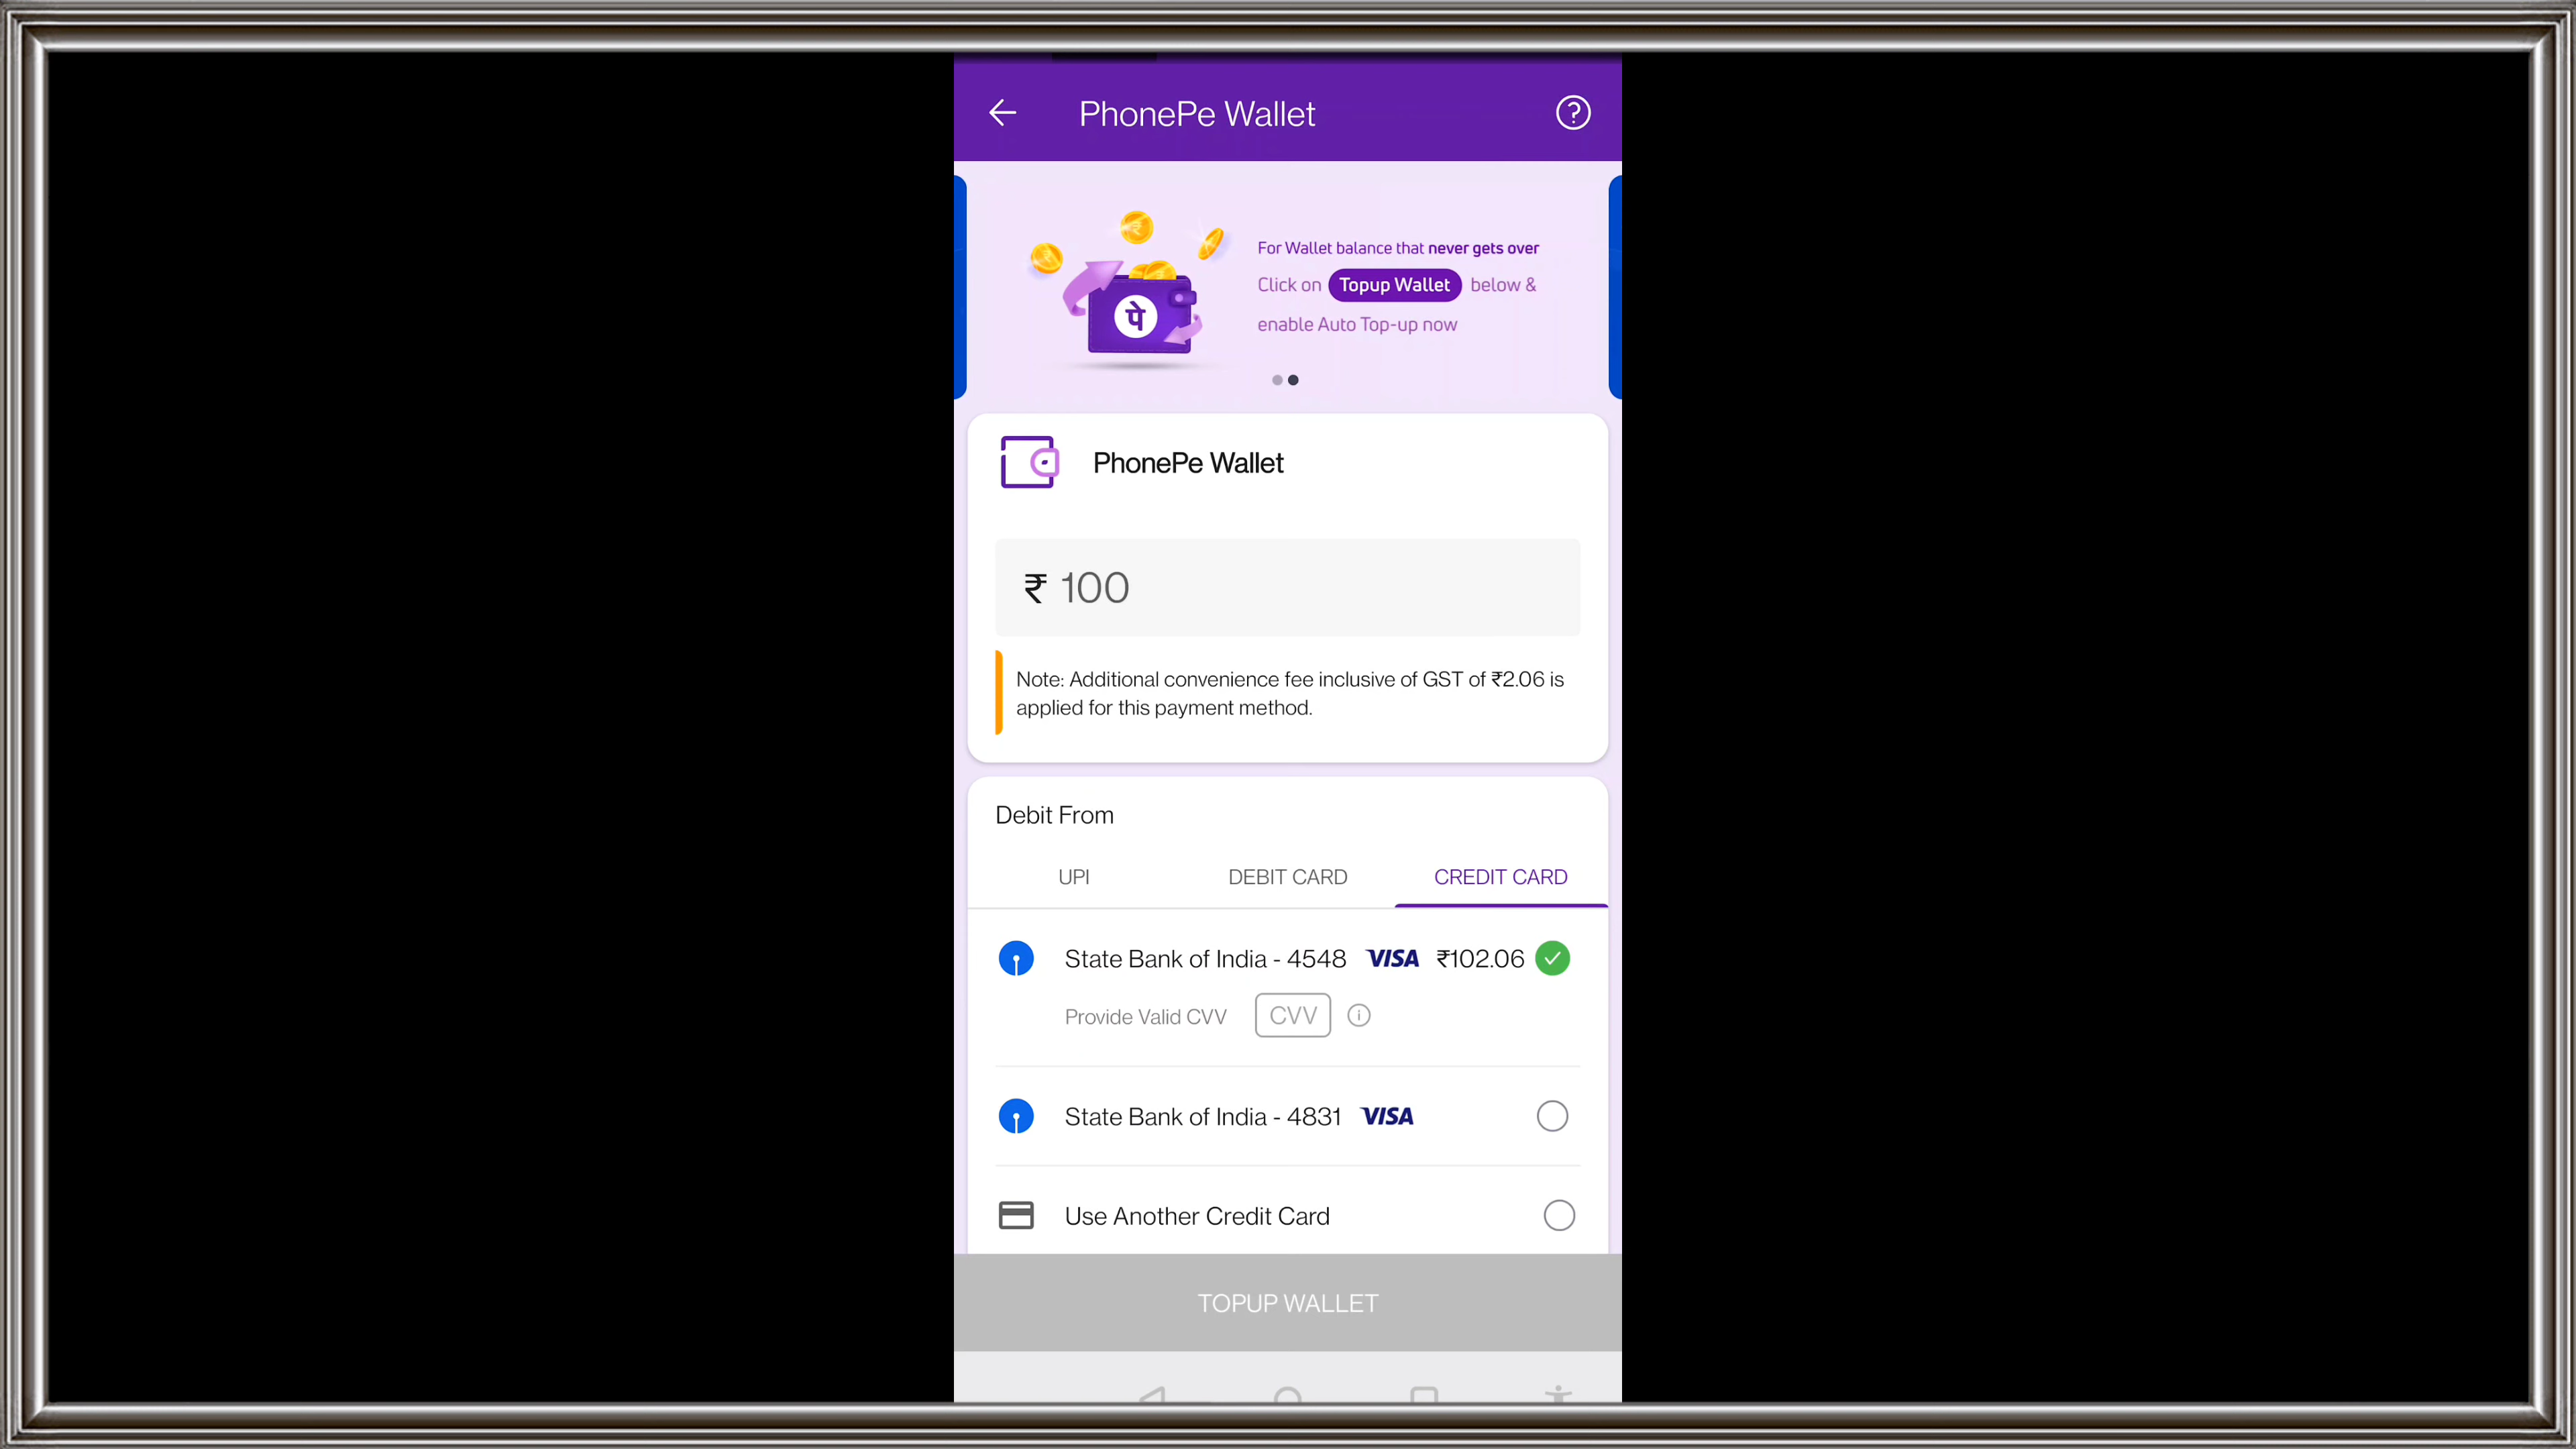 PhonePe Wallet
For Wallet balance that never gets over
Click on Topup Wallet below &
enable Auto Top-up now
पे
PhonePe Wallet
₹ 100
Note: Additional convenience fee inclusive of GST of ₹2.06 is
applied for this payment method.
Debit From
UPI DEBIT CARD CREDIT CARD
State Bank of India - 4548 VISA ₹102.06
Provide Valid CVV CVV
State Bank of India - 4831 VISA
Use Another Credit Card
TOPUP WALLET